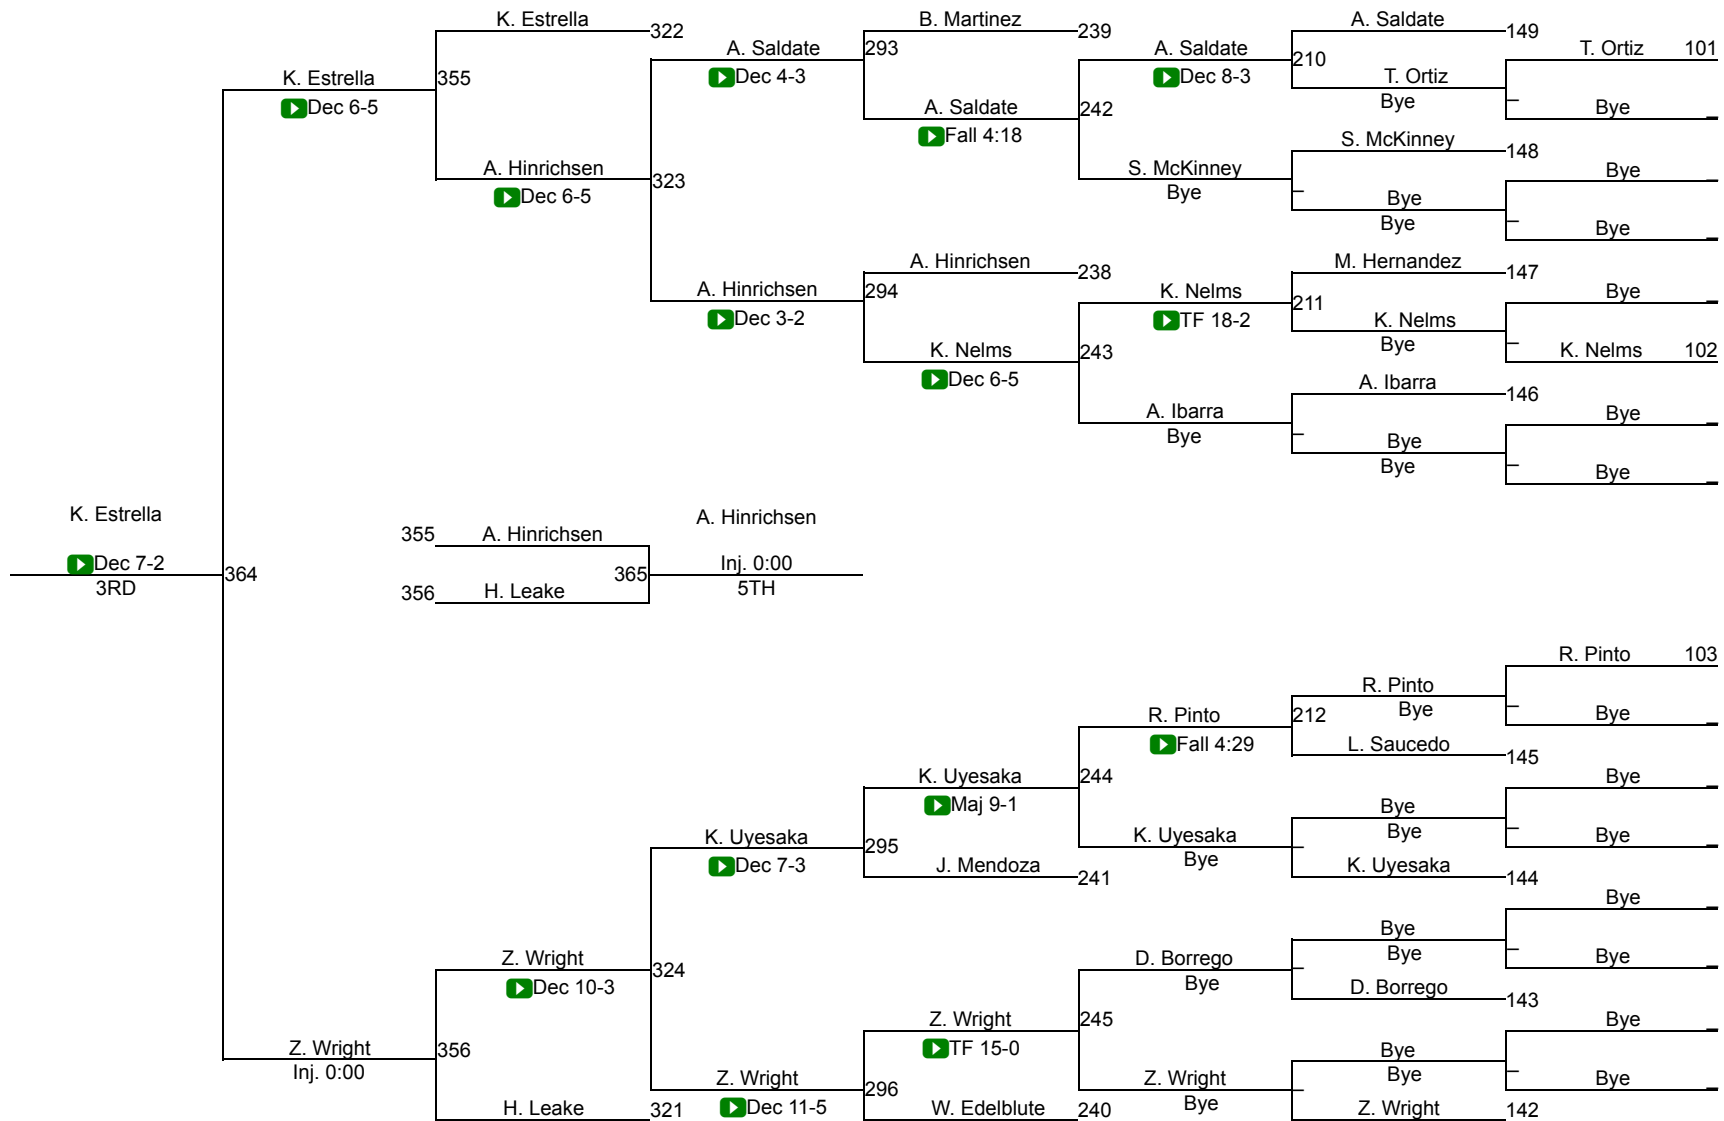 K. Estrella
322
B. Martinez
239
A. Saldate
149
A. Saldate
293
A. Saldate
210
T. Ortiz 101
K. Estrella
355
Dec 4-3
Dec 8-3
T. Ortiz
Dec 6-5
A. Saldate
242
Bye
Bye
Fall 4:18
S. McKinney
148
A. Hinrichsen
323
S. McKinney
Bye
Dec 6-5
Bye
Bye
Bye
Bye
A. Hinrichsen
238
M. Hernandez
147
A. Hinrichsen
294
K. Nelms
211
Bye
Dec 3-2
TF 18-2
K. Nelms
K. Nelms
243
Bye
K. Nelms 102
Dec 6-5
A. Ibarra
146
A. Ibarra
Bye
Bye
Bye
Bye
Bye
K. Estrella
A. Hinrichsen
355
A. Hinrichsen
Dec 7-2
364
365
Inj. 0:00
3RD
356
H. Leake
5TH
R. Pinto 103
R. Pinto
R. Pinto
212
Bye
Bye
Fall 4:29
L. Saucedo
145
K. Uyesaka
244
Bye
Maj 9-1
Bye
K. Uyesaka
295
K. Uyesaka
Bye
Bye
Dec 7-3
J. Mendoza
241
Bye
K. Uyesaka
144
Bye
Bye
Z. Wright
324
D. Borrego
Bye
Bye
Dec 10-3
Bye
D. Borrego
143
Z. Wright
245
Bye
Z. Wright
356
TF 15-0
Bye
Inj. 0:00
Z. Wright
296
Z. Wright
Bye
Bye
H. Leake
321
Dec 11-5
W. Edelblute
240
Bye
Z. Wright
142